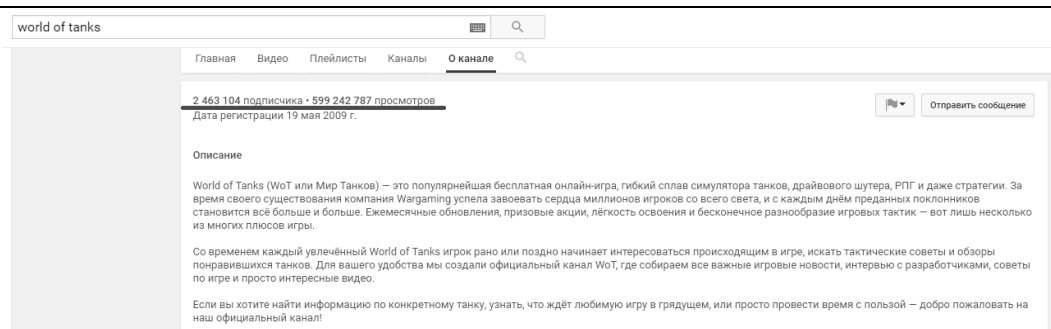 world of tanks
Главная Видео Плейлисты Каналы О канале
2 463 104 подписчика • 599 242 787 просмотров
Дата регистрации 19 мая 2009 г.
Отправить сообщение
Описание
World of Tanks (WoT или Мир Танков) — это популярнейшая бесплатная онлайн-игра, гибкий сплав симулятора танков, драйвового шутера, РПГ и даже стратегии. За
время своего существования компания Wargaming успела завоевать сердца миллионов игроков со всего света, и с каждым днём преданных поклонников
становится всё больше и больше. Ежемесячные обновления, призовые акции, лёгкость освоения и бесконечное разнообразие игровых тактик — вот лишь несколько
из многих плюсов игры.
Со временем каждый увлечённый World of Tanks игрок рано или поздно начинает интересоваться происходящим в игре, искать тактические советы и обзоры
понравившихся танков. Для вашего удобства мы создали официальный канал WoT, где собираем все важные игровые новости, интервью с разработчиками, советы
по игре и просто интересные видео.
Если вы хотите найти информацию по конкретному танку, узнать, что ждёт любимую игру в грядущем, или просто провести время с пользой — добро пожаловать на
наш официальный канал!